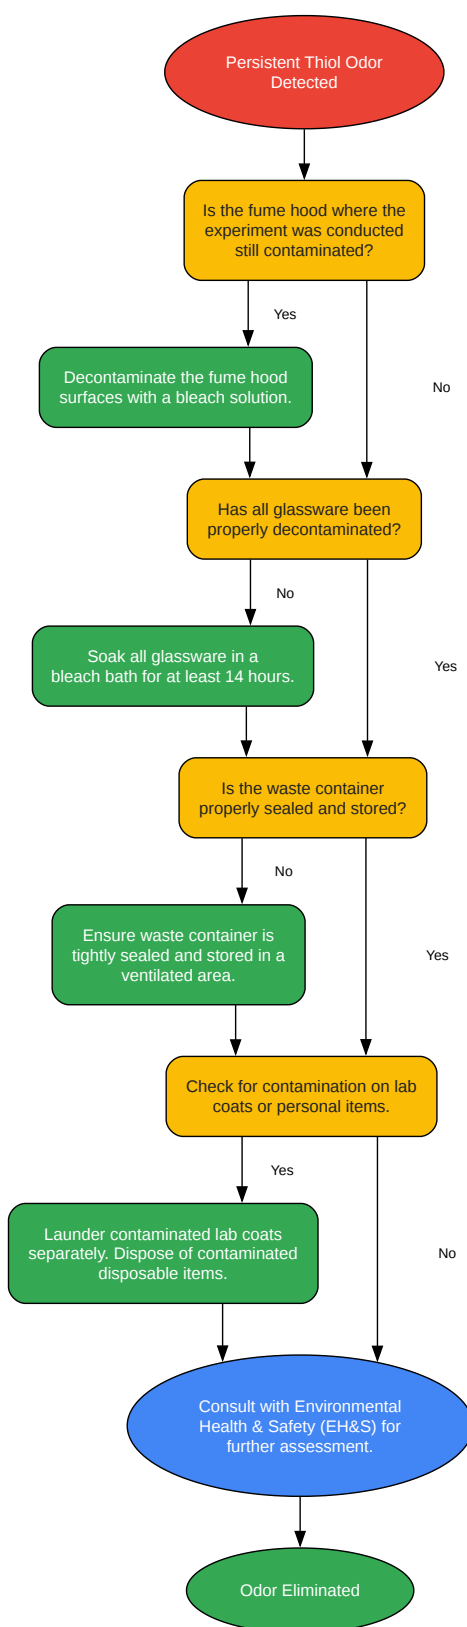 Persistent Thiol Odor
Detected
Is the fume hood where the
experiment was conducted
still contaminated?
Yes
Decontaminate the fume hood
surfaces with a bleach solution.
No
Has all glassware been
properly decontaminated?
No
Soak all glassware in a
bleach bath for at least 14 hours.
Yes
Is the waste container
properly sealed and stored?
No
Ensure waste container is
tightly sealed and stored in a
ventilated area.
Yes
Check for contamination on lab
coats or personal items.
Yes
Launder contaminated lab coats
separately. Dispose of contaminated
disposable items.
No
Consult with Environmental
Health & Safety (EH&S) for
further assessment.
Odor Eliminated